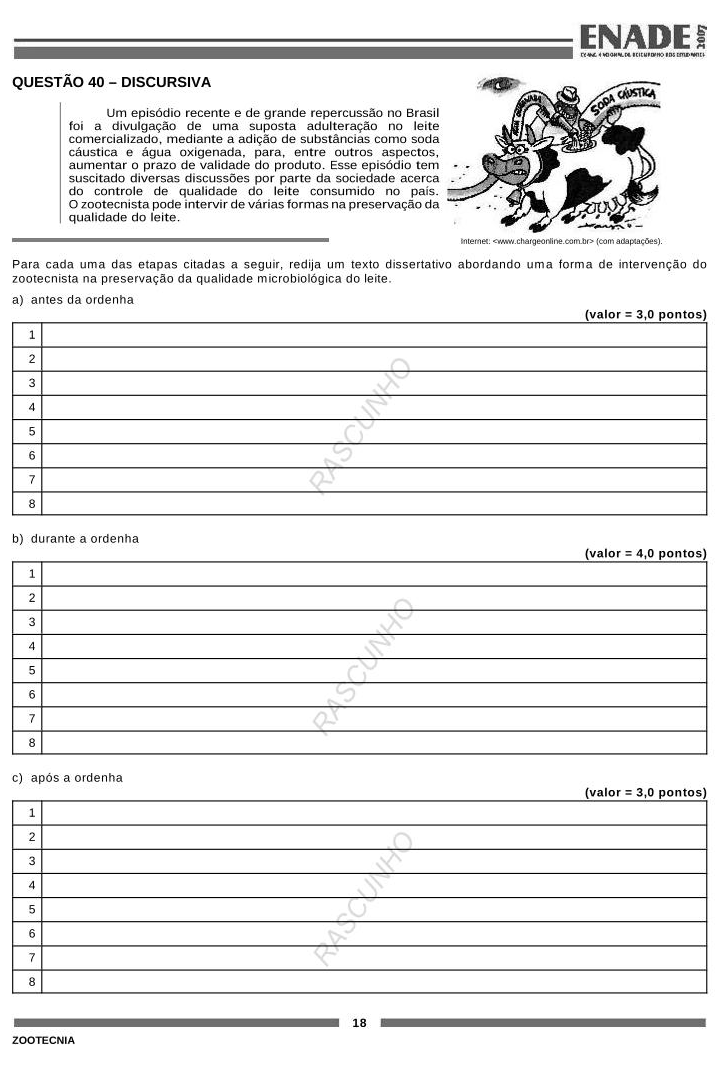 ENADE 2007
EXAME NACIONAL DE DESEMPENHO DOS ESTUDANTES
QUESTÃO 40 – DISCURSIVA
Um episódio recente e de grande repercussão no Brasil
foi a divulgação de uma suposta adulteração no leite
comercializado, mediante a adição de substâncias como soda
cáustica e água oxigenada, para, entre outros aspectos,
aumentar o prazo de validade do produto. Esse episódio tem
suscitado diversas discussões por parte da sociedade acerca
do controle de qualidade do leite consumido no país.
O zootecnista pode intervir de várias formas na preservação da
qualidade do leite.
ÁGUA OXIGENADA
SODA CÁUSTICA
Internet: <www.chargeonline.com.br> (com adaptações).
Para cada uma das etapas citadas a seguir, redija um texto dissertativo abordando uma forma de intervenção do
zootecnista na preservação da qualidade microbiológica do leite.
a) antes da ordenha
(valor = 3,0 pontos)
1
2
3
4
5
6
7
8
RASCUNHO
b) durante a ordenha
(valor = 4,0 pontos)
1
2
3
4
5
6
7
8
RASCUNHO
c) após a ordenha
(valor = 3,0 pontos)
1
2
3
4
5
6
7
8
RASCUNHO
18
ZOOTECNIA